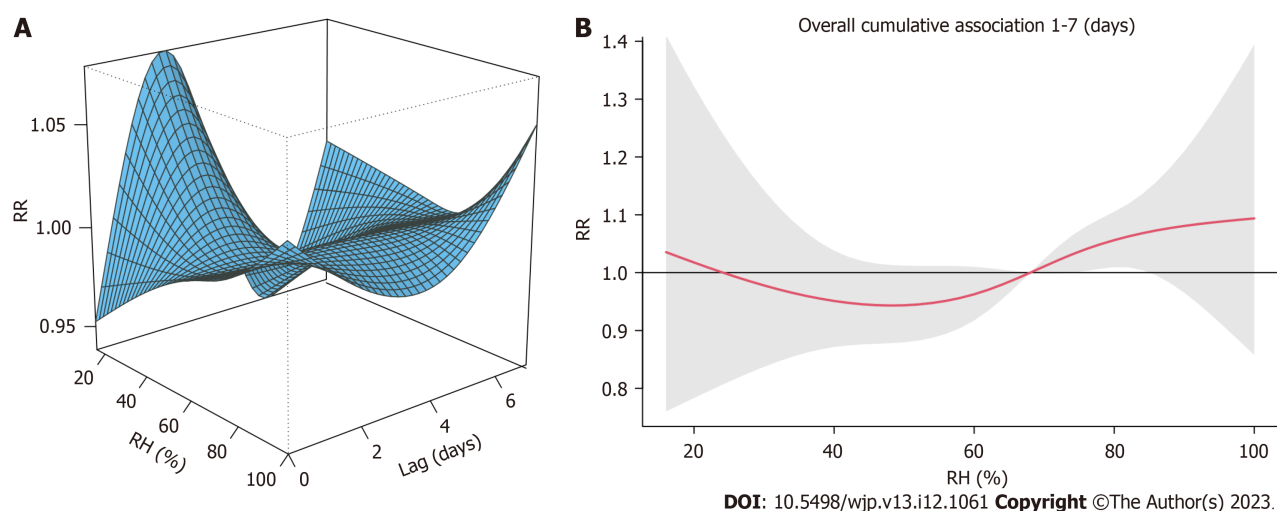 A
1.05
1.00
0.95
RR
20
40
60
80
100
RH (%)
0
2
4
6
Lag (days)
B
Overall cumulative association 1-7 (days)
1.4
1.3
1.2
1.1
1.0
0.9
0.8
RR
20
40
60
80
100
RH (%)
DOI: 10.5498/wjp.v13.i12.1061 Copyright ©The Author(s) 2023.